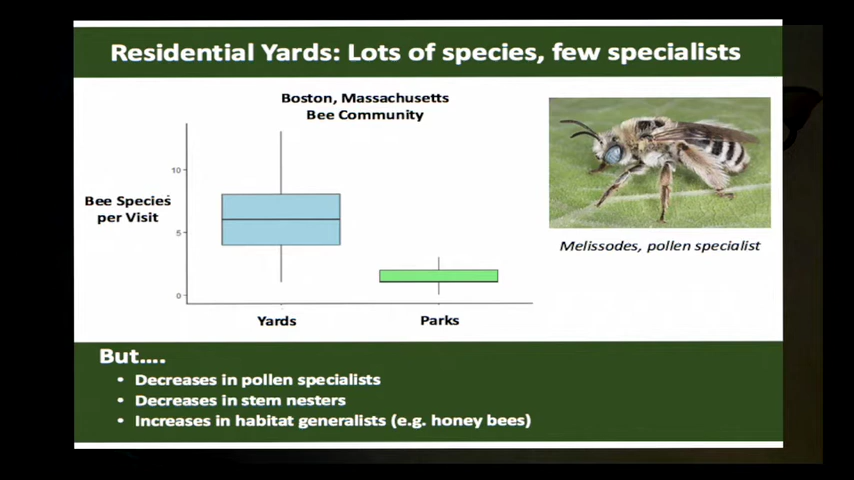 Residential Yards: Lots of species, few specialists
Boston, Massachusetts
Bee Community
Bee Species
per Visit
10
5
0
Yards
Parks
Melissodes, pollen specialist
But....
• Decreases in pollen specialists
• Decreases in stem nesters
• Increases in habitat generalists (e.g. honey bees)